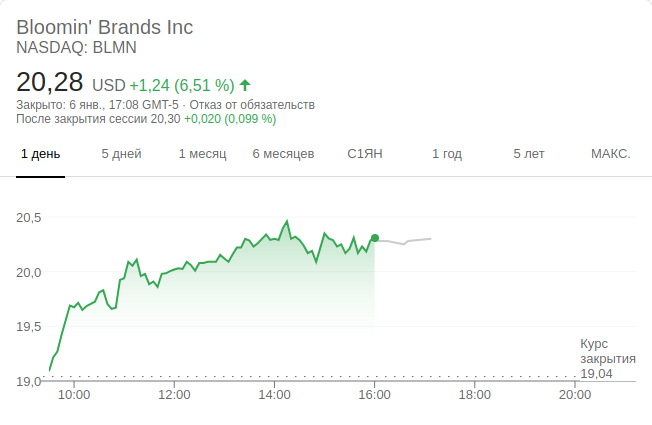 Bloomin' Brands Inc
NASDAQ: BLMN
20,28 USD +1,24 (6,51 %)
Закрыто: 6 янв., 17:08 GMT-5 · Отказ от обязательств
После закрытия сессии 20,30 +0,020 (0,099 %)
1 день 5 дней 1 месяц 6 месяцев С1ЯН 1 год 5 лет МАКС.
20,5
20,0
19,5
Курс
закрытия
19,04
19,0
10:00 12:00 14:00 16:00 18:00 20:00